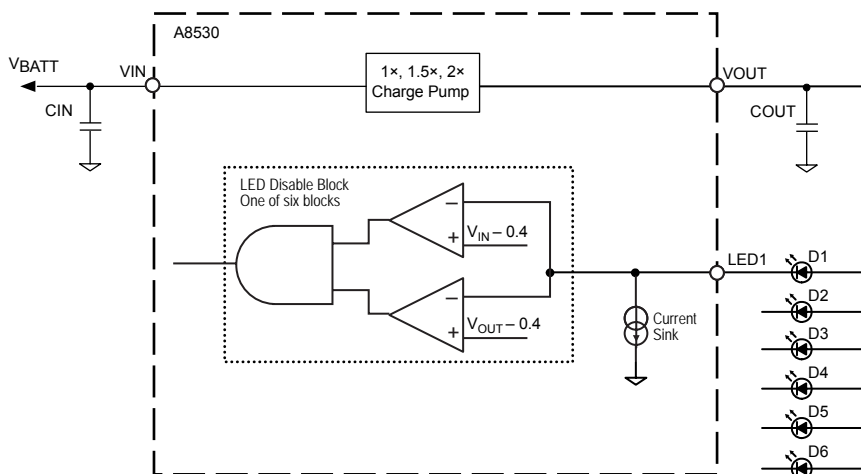 A8530
VBATT
VIN
VOUT
1×, 1.5×, 2×
Charge Pump
CIN
COUT
LED Disable Block
One of six blocks
−
+
VIN – 0.4
−
+
VOUT – 0.4
LED1
Current
Sink
D1
D2
D3
D4
D5
D6